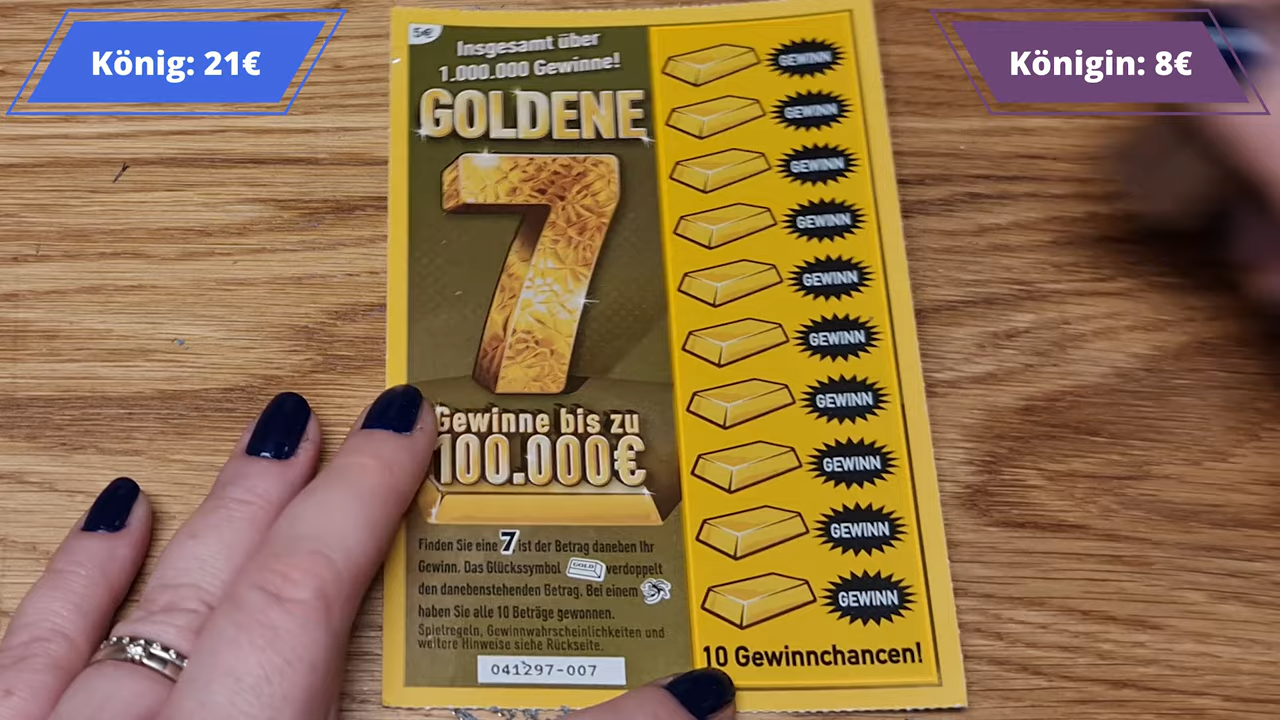 König: 21€
Königin: 8€
5€
Insgesamt über
1.000.000 Gewinne!
GOLDENE
7
Gewinne bis zu
100.000€
Finden Sie eine 7, ist der Betrag daneben Ihr
Gewinn. Das Glückssymbol GOLD verdoppelt
den danebenstehenden Betrag. Bei einem
haben Sie alle 10 Beträge gewonnen.
Spielregeln, Gewinnwahrscheinlichkeiten und
weitere Hinweise siehe Rückseite.
041297-007
GEWINN
GEWINN
GEWINN
GEWINN
GEWINN
GEWINN
GEWINN
GEWINN
GEWINN
GEWINN
10 Gewinnchancen!